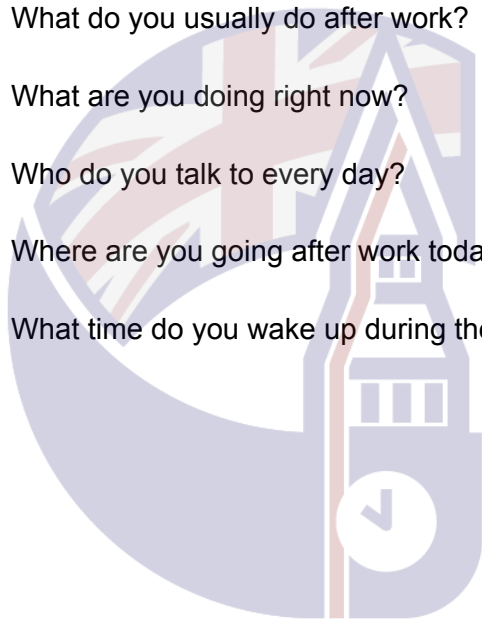 What do you usually do after work?
What are you doing right now?
Who do you talk to every day?
Where are you going after work toda
What time do you wake up during the